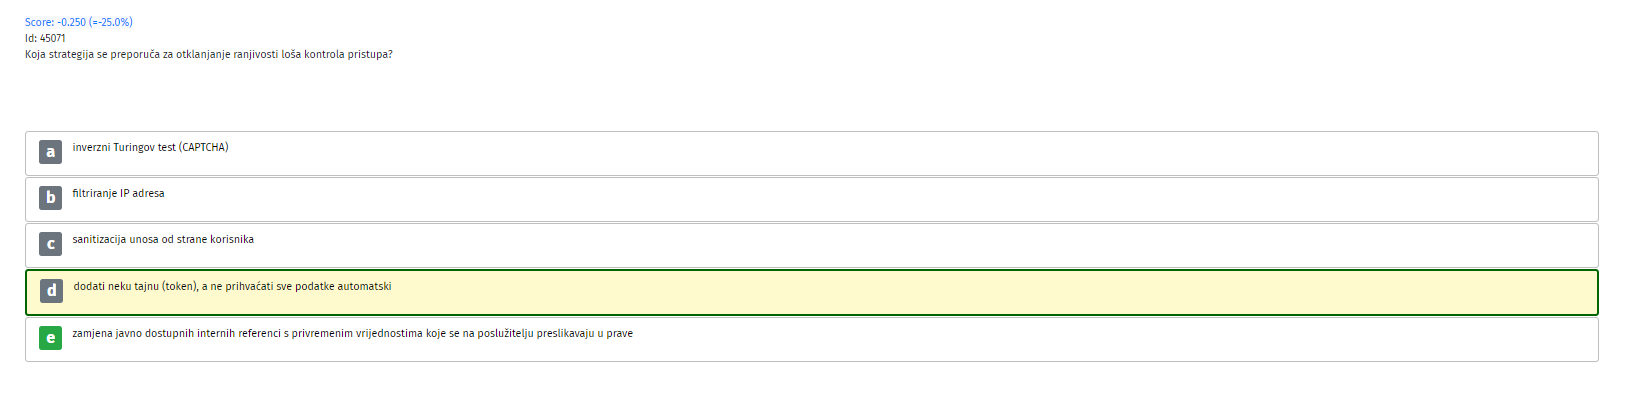 Score: -0.250 (=-25.0%)
Id: 45071
Koja strategija se preporuča za otklanjanje ranjivosti loša kontrola pristupa?
a inverzni Turingov test (CAPTCHA)
b filtriranje IP adresa
c sanitizacija unosa od strane korisnika
d dodati neku tajnu (token), a ne prihvaćati sve podatke automatski
e zamjena javno dostupnih internih referenci s privremenim vrijednostima koje se na poslužitelju preslikavaju u prave